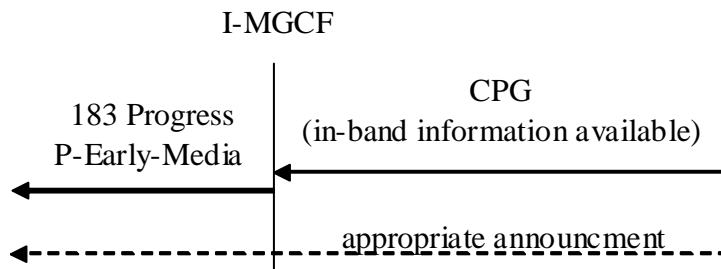 I-MGCF
183 Progress
P-Early-Media
CPG
(in-band information available)
appropriate announcment